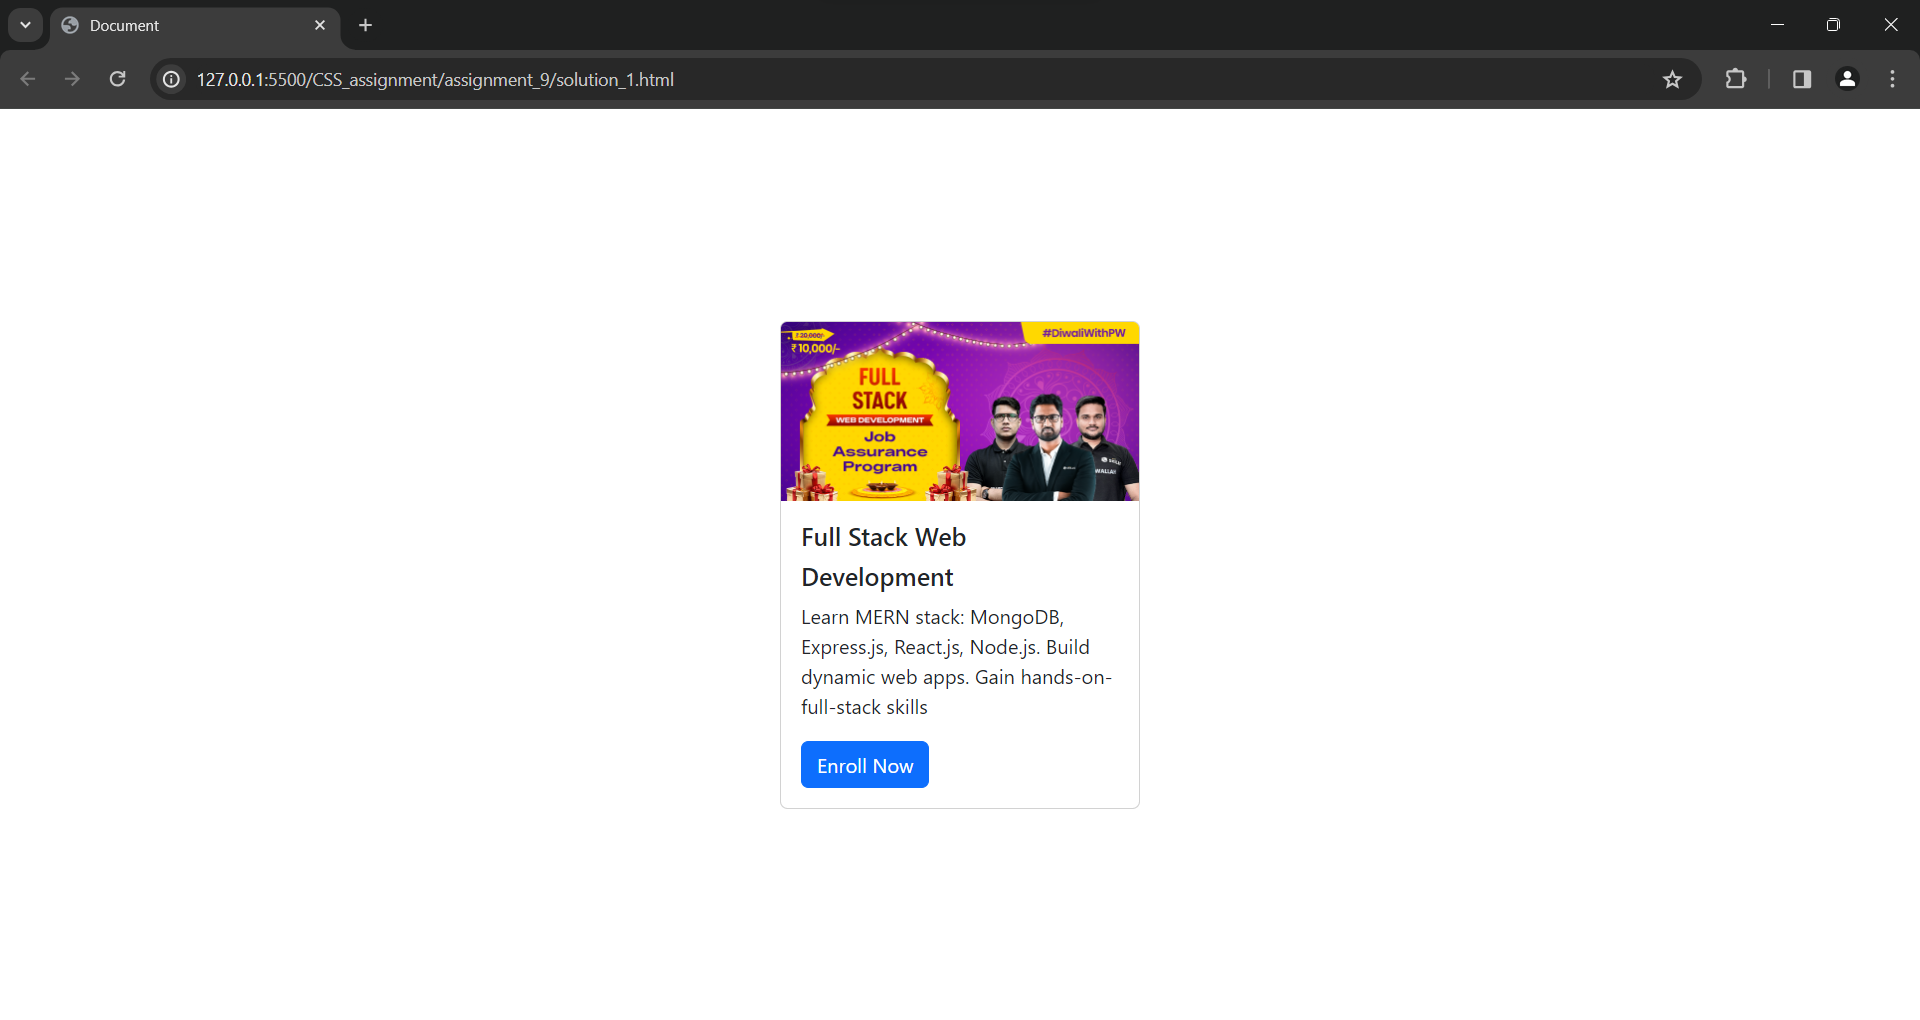 Document
127.0.0.1:5500/CSS_assignment/assignment_9/solution_1.html
₹ 20,000/-
₹ 10,000/-
#DiwaliWithPW
FULL
STACK
WEB DEVELOPMENT
Job
Assurance
Program
WALLAH
Full Stack Web
Development
Learn MERN stack: MongoDB,
Express.js, React.js, Node.js. Build
dynamic web apps. Gain hands-on-
full-stack skills
Enroll Now